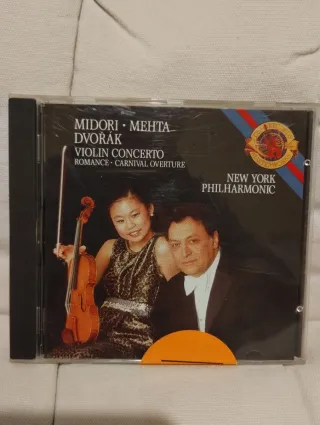 MIDORI · MEHTA
DVOŘÁK
VIOLIN CONCERTO
ROMANCE · CARNIVAL OVERTURE
NEW YORK
PHILHARMONIC